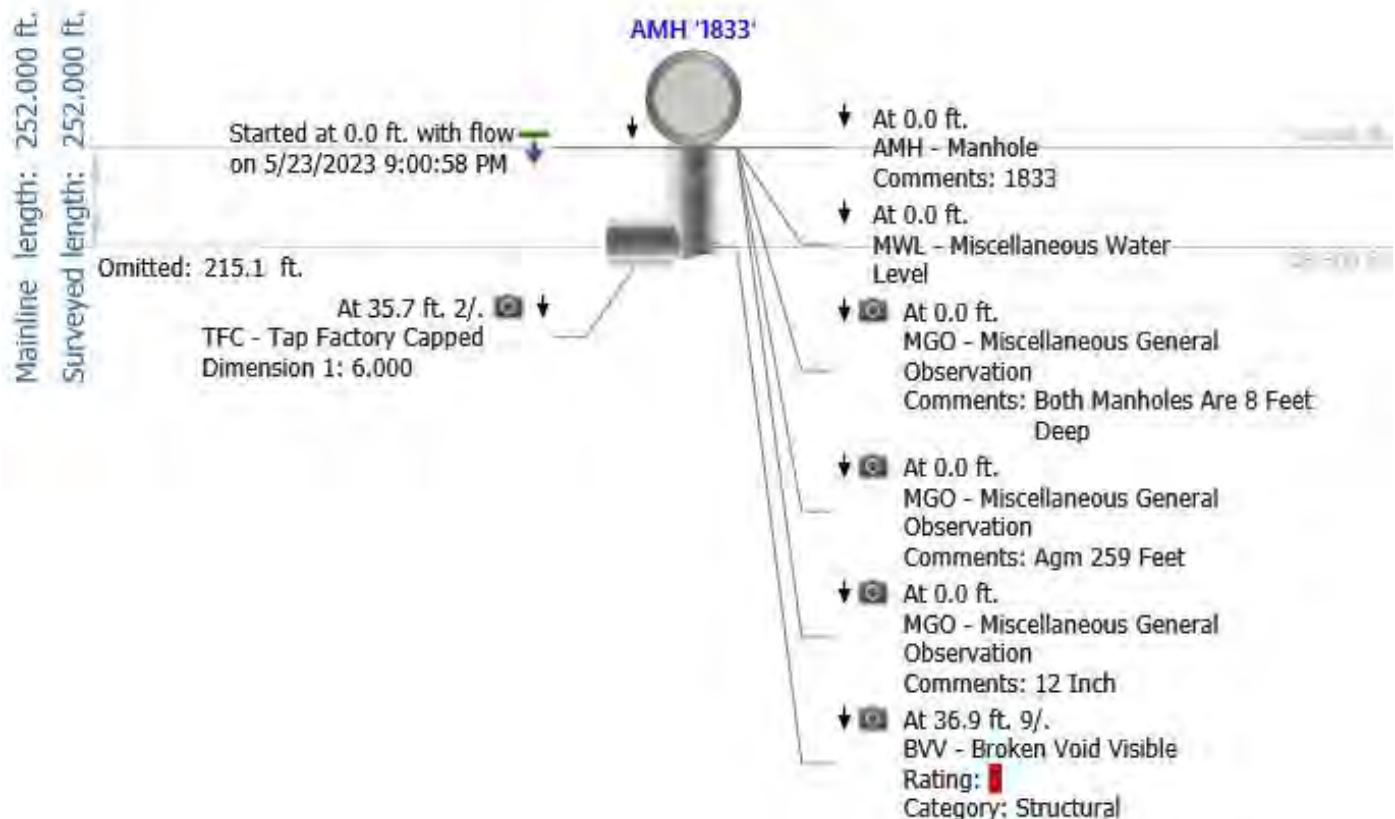 Mainline length: 252.000 ft.
Surveyed length: 252.000 ft.
AMH '1833'
Started at 0.0 ft. with flow
on 5/23/2023 9:00:58 PM
Omitted: 215.1 ft.
At 35.7 ft. 2/.
TFC - Tap Factory Capped
Dimension 1: 6.000
At 0.0 ft.
AMH - Manhole
Comments: 1833
At 0.0 ft.
MWL - Miscellaneous Water
Level
At 0.0 ft.
MGO - Miscellaneous General
Observation
Comments: Both Manholes Are 8 Feet
Deep
At 0.0 ft.
MGO - Miscellaneous General
Observation
Comments: Agm 259 Feet
At 0.0 ft.
MGO - Miscellaneous General
Observation
Comments: 12 Inch
At 36.9 ft. 9/.
BVV - Broken Void Visible
Rating:
Category: Structural